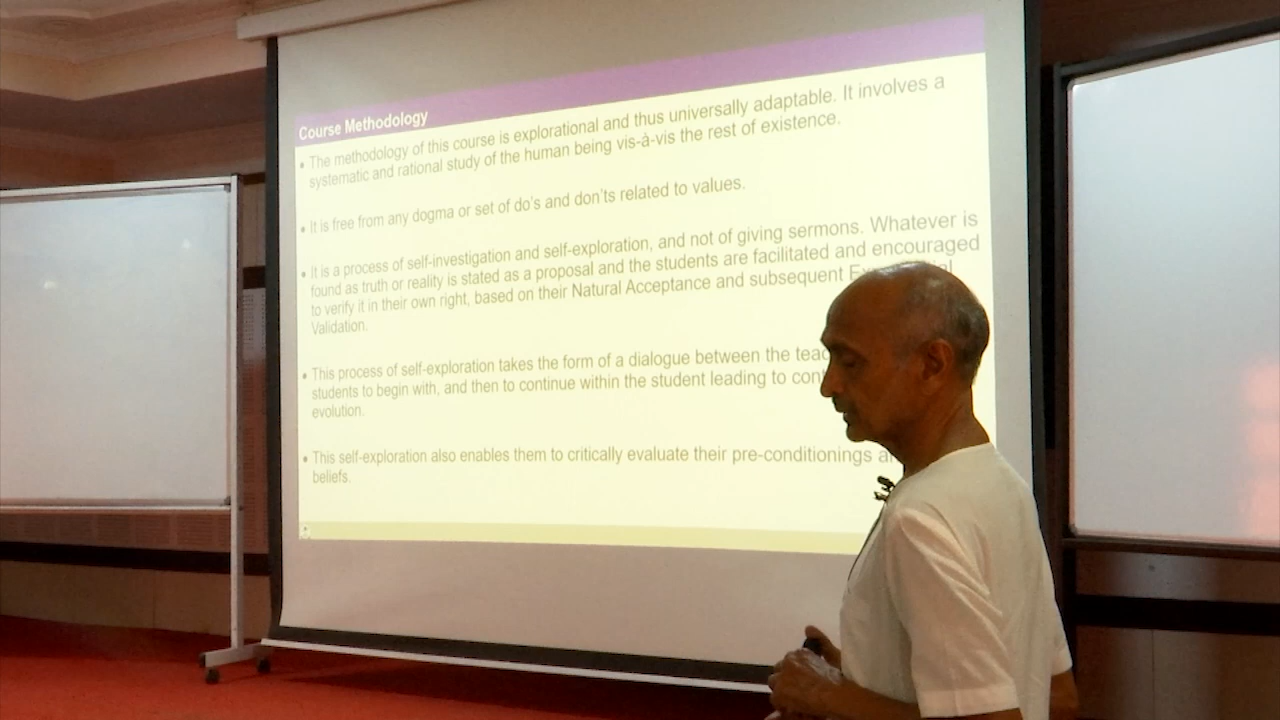 Course Methodology
• The methodology of this course is explorational and thus universally adaptable. It involves a
systematic and rational study of the human being vis-à-vis the rest of existence.
• It is free from any dogma or set of do's and don'ts related to values.
• It is a process of self-investigation and self-exploration, and not of giving sermons. Whatever is
found as truth or reality is stated as a proposal and the students are facilitated and encouraged
to verify it in their own right, based on their Natural Acceptance and subsequent
Validation.
• This process of self-exploration takes the form of a dialogue between the
students to begin with, and then to continue within the student leading to
evolution.
• This self-exploration also enables them to critically evaluate their pre-conditionings
beliefs.